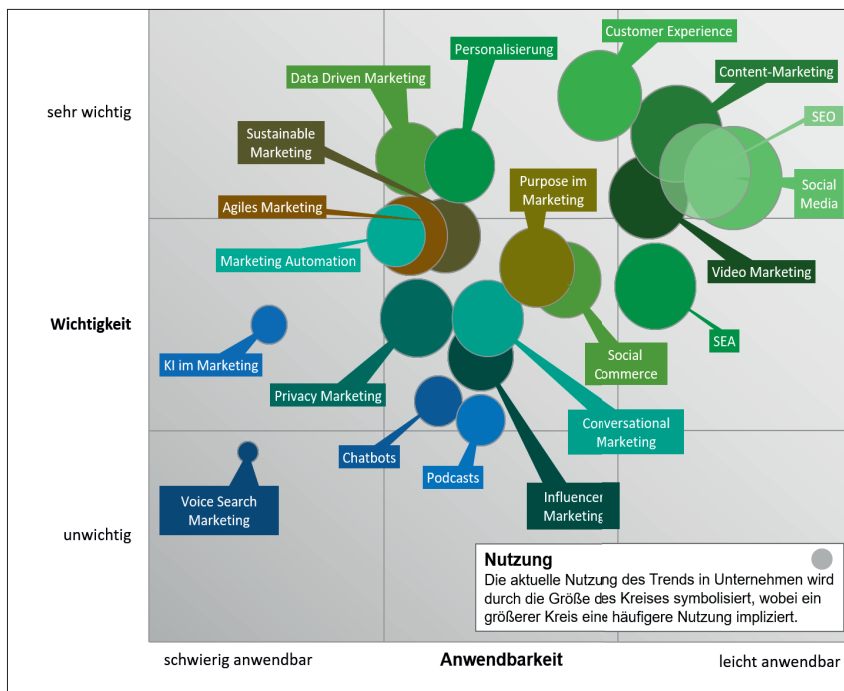 Customer Experience
Personalisierung
Content-Marketing
Data Driven Marketing
sehr wichtig
SEO
Sustainable
Marketing
Purpose im
Marketing
Social
Media
Agiles Marketing
Marketing Automation
Video Marketing
Wichtigkeit
SEA
KI im Marketing
Social
Commerce
Privacy Marketing
Conversational
Marketing
Chatbots
Podcasts
Voice Search
Marketing
Influencer
Marketing
unwichtig
Nutzung
Die aktuelle Nutzung des Trends in Unternehmen wird
durch die Größe des Kreises symbolisiert, wobei ein
größerer Kreis eine häufigere Nutzung impliziert.
schwierig anwendbar
Anwendbarkeit
leicht anwendbar